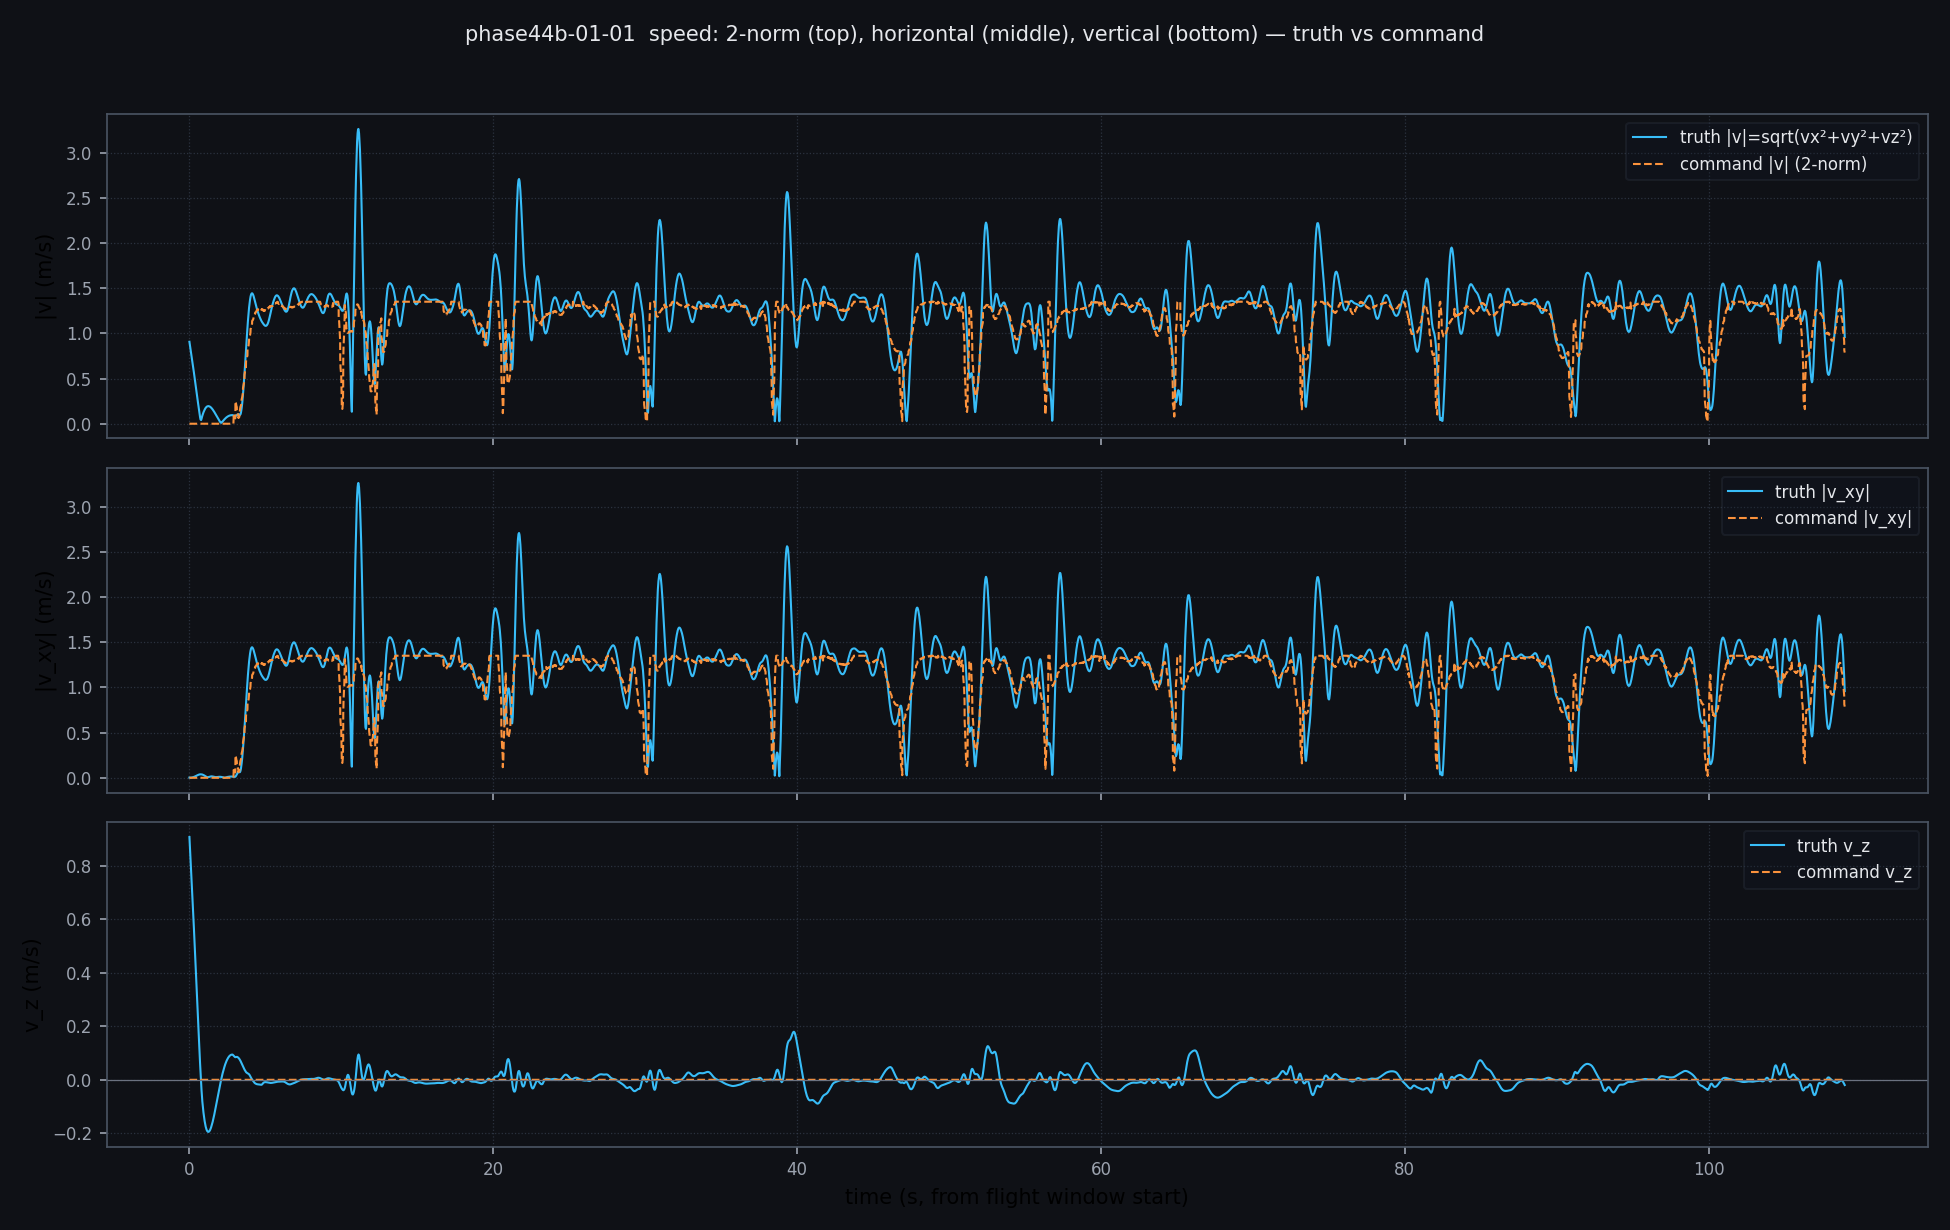 phase44b-01-01  speed: 2-norm (top), horizontal (middle), vertical (bottom) — truth vs command
|v| (m/s)
3.0
2.5
2.0
1.5
1.0
0.5
0.0
truth |v|=sqrt(vx²+vy²+vz²)
command |v| (2-norm)
|v_xy| (m/s)
3.0
2.5
2.0
1.5
1.0
0.5
0.0
truth |v_xy|
command |v_xy|
v_z (m/s)
0.8
0.6
0.4
0.2
0.0
−0.2
truth v_z
command v_z
0 20 40 60 80 100
time (s, from flight window start)